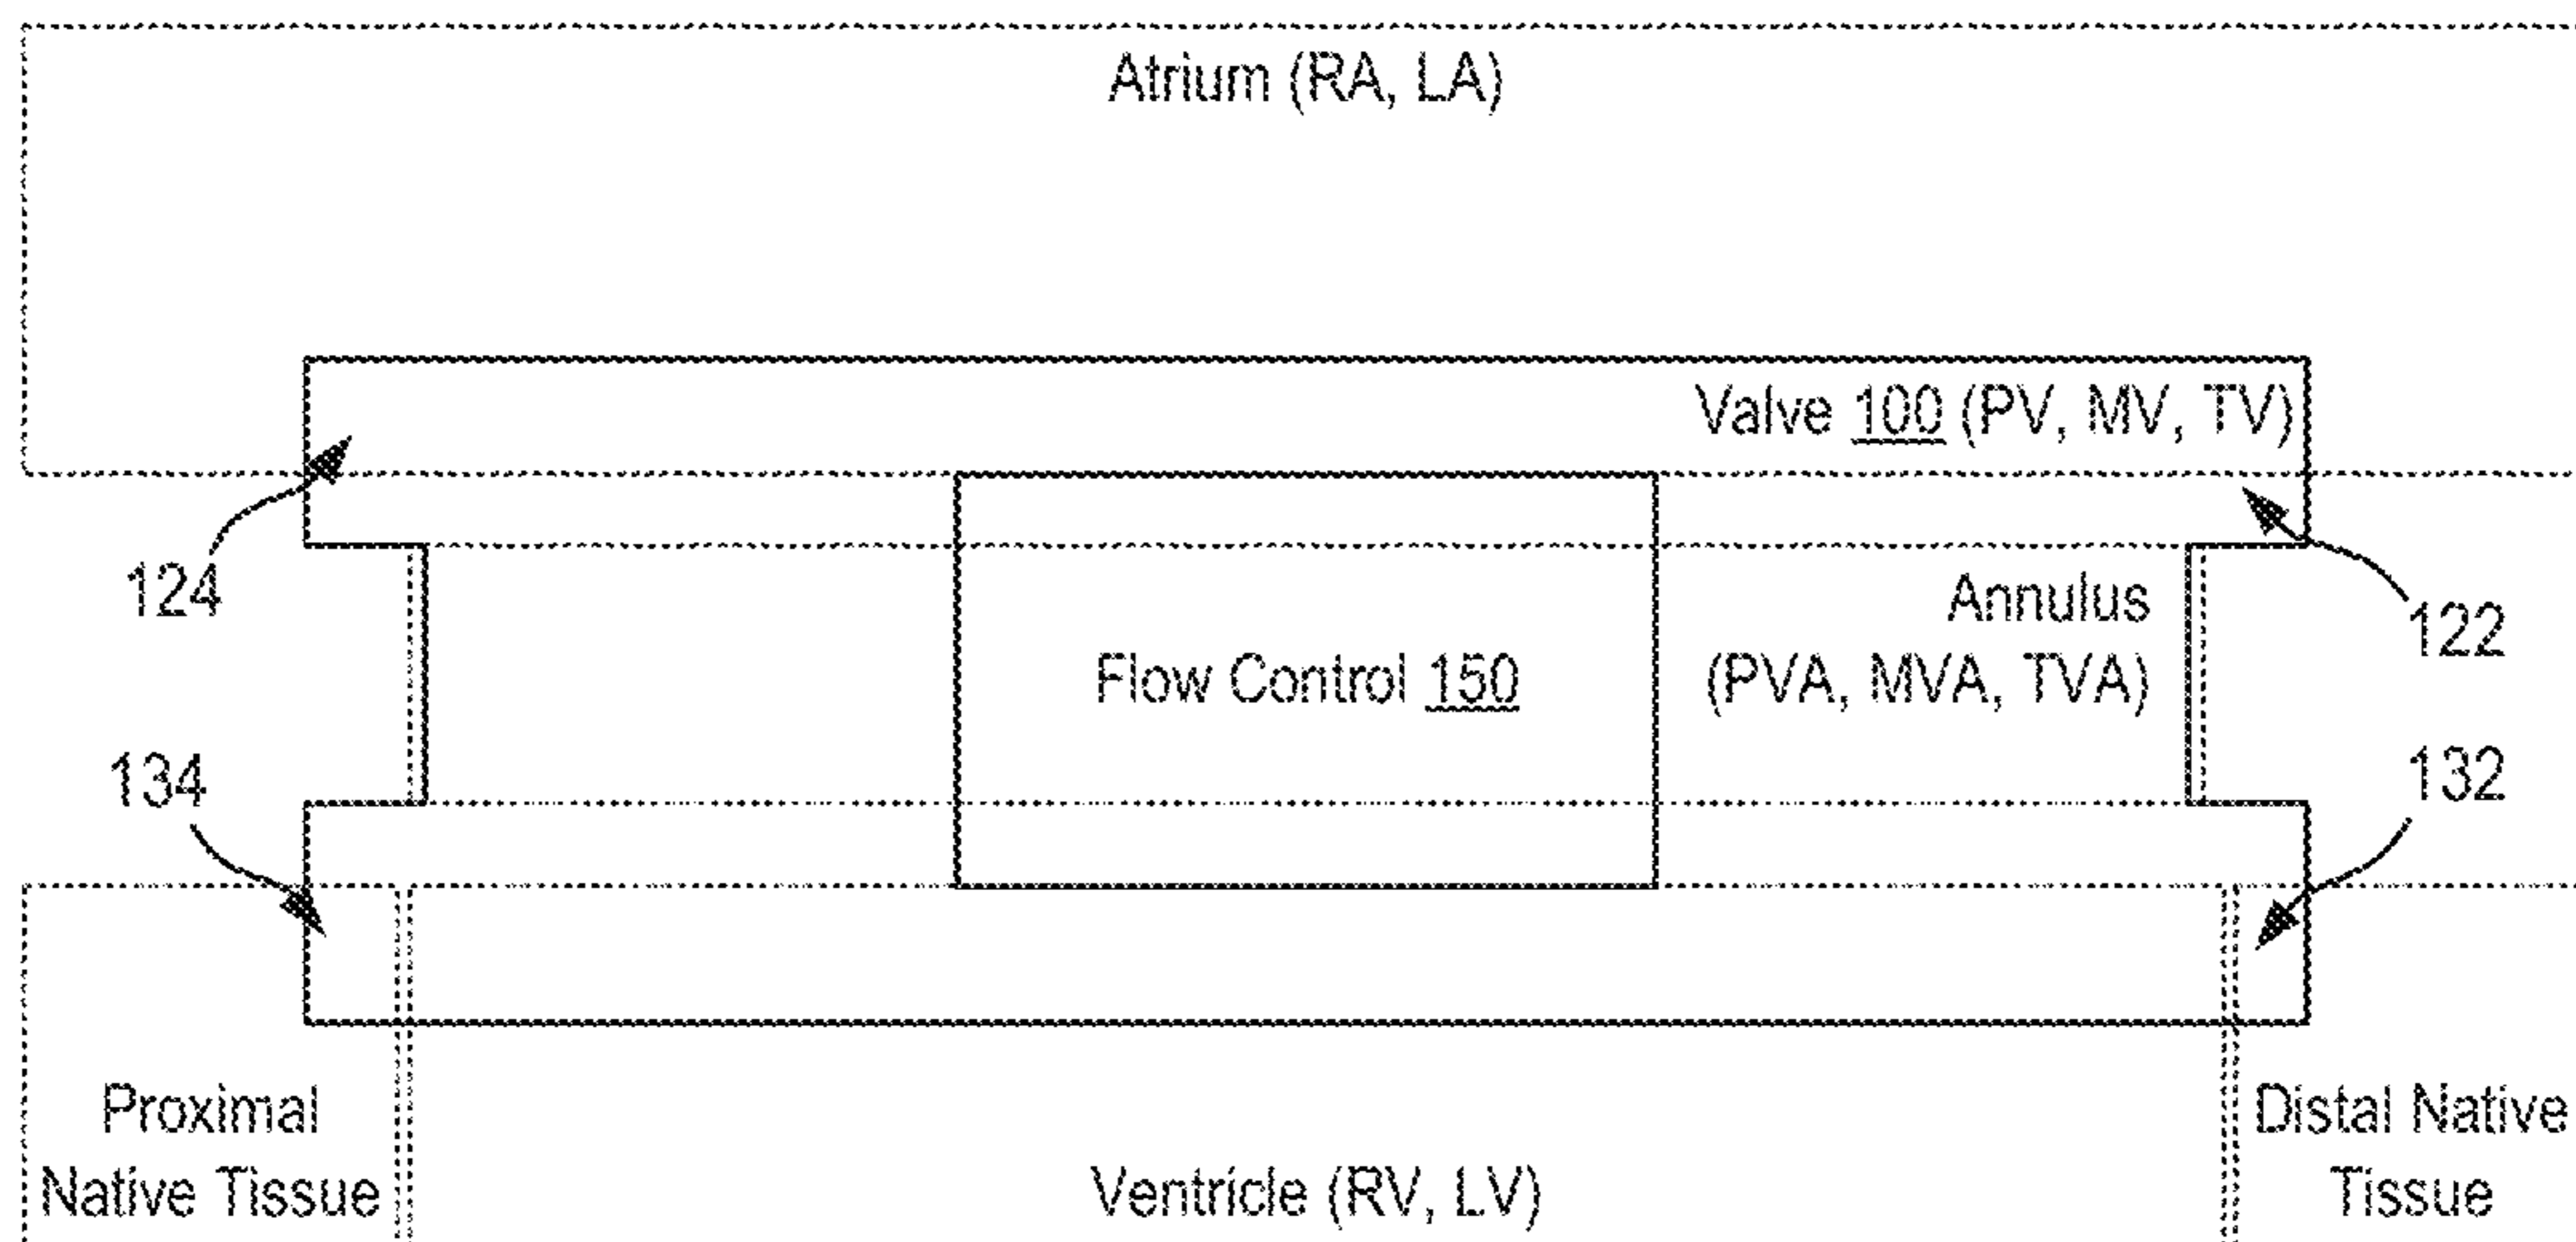 Atrium (RA, LA)
Valve 100 (PV, MV, TV)
124
122
Annulus
(PVA, MVA, TVA)
Flow Control 150
134
132
Proximal
Native Tissue
Ventricle (RV, LV)
Distal Native
Tissue